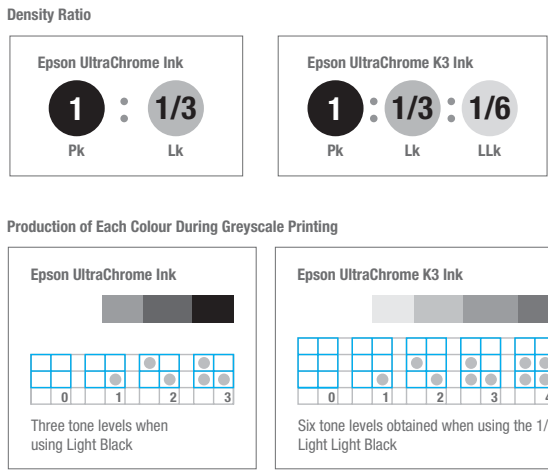 Density Ratio
Epson UltraChrome Ink
1 : 1/3
Pk Lk
Epson UltraChrome K3 Ink
1 : 1/3 : 1/6
Pk Lk LLk
Production of Each Colour During Greyscale Printing
Epson UltraChrome Ink
0 1 2 3
Three tone levels when
using Light Black
Epson UltraChrome K3 Ink
0 1 2 3 4
Six tone levels obtained when using the 1/
Light Light Black